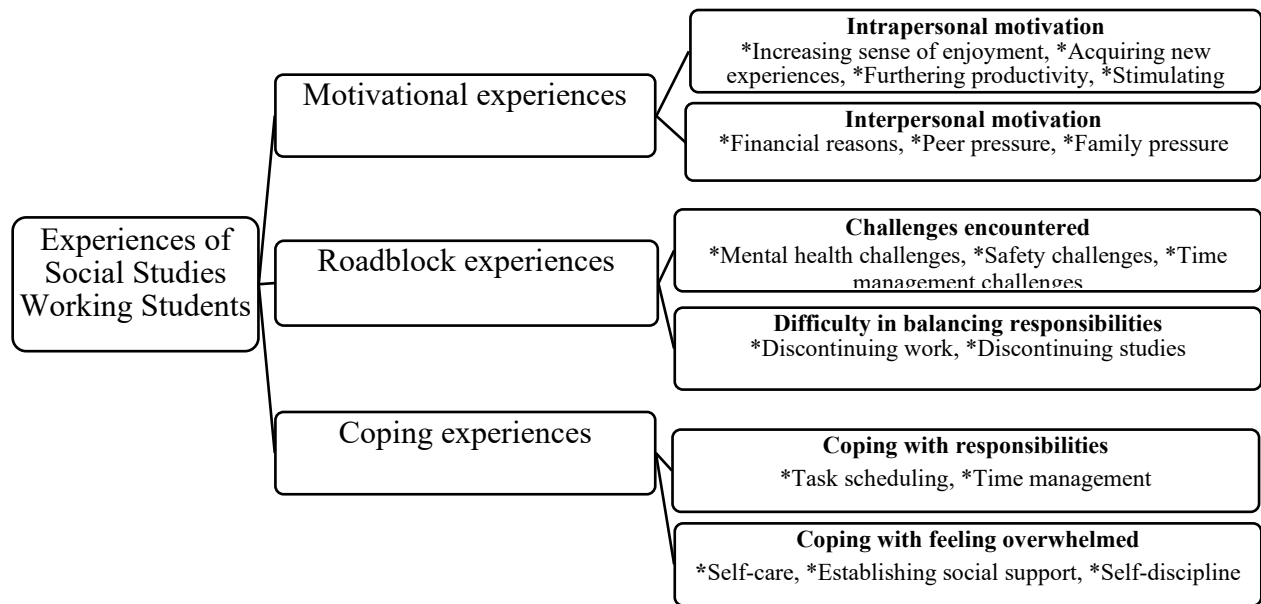 Experiences of
Social Studies
Working Students
Motivational experiences
Intrapersonal motivation
*Increasing sense of enjoyment, *Acquiring new
experiences, *Furthering productivity, *Stimulating
Interpersonal motivation
*Financial reasons, *Peer pressure, *Family pressure
Roadblock experiences
Challenges encountered
*Mental health challenges, *Safety challenges, *Time
management challenges
Difficulty in balancing responsibilities
*Discontinuing work, *Discontinuing studies
Coping experiences
Coping with responsibilities
*Task scheduling, *Time management
Coping with feeling overwhelmed
*Self-care, *Establishing social support, *Self-discipline